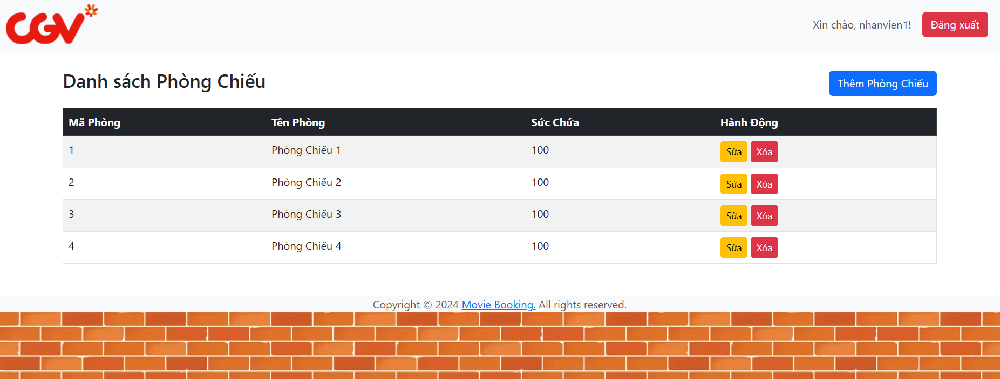 CGV
Xin chào, nhanvien1! Đăng xuất
Danh sách Phòng Chiếu Thêm Phòng Chiếu
Mã Phòng Tên Phòng Sức Chứa Hành Động
1 Phòng Chiếu 1 100 Sửa Xóa
2 Phòng Chiếu 2 100 Sửa Xóa
3 Phòng Chiếu 3 100 Sửa Xóa
4 Phòng Chiếu 4 100 Sửa Xóa
Copyright © 2024 Movie Booking. All rights reserved.